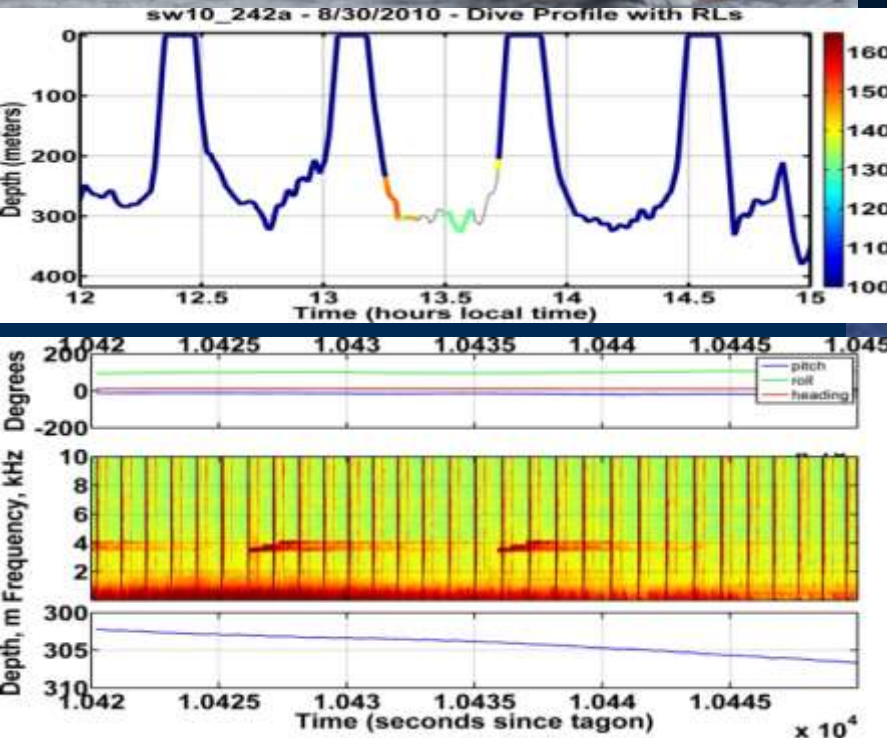 sw10_242a - 8/30/2010 - Dive Profile with RLs
Depth (meters)
0
100
200
300
400
12 12.5 13 13.5 14 14.5 15
Time (hours local time)
160
150
140
130
120
110
100
1.042 1.0425 1.043 1.0435 1.044 1.0445 1.045
Degrees
200
0
-200
pitch
roll
heading
Frequency, kHz
10
8
6
4
2
Depth, m
300
305
310
1.042 1.0425 1.043 1.0435 1.044 1.0445
Time (seconds since tagon)
x 10⁴